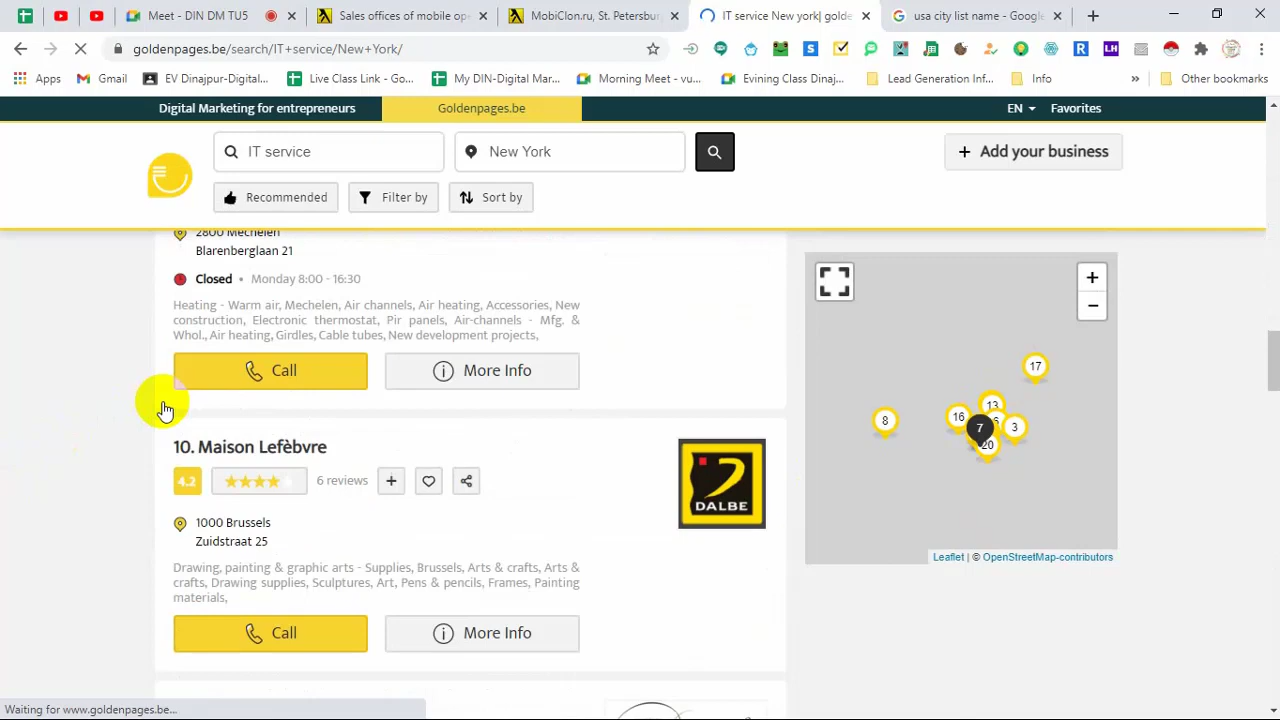 Meet - DIN DM TU5
Sales offices of mobile op
MobiClon.ru, St. Petersburg
IT service New york| golde
usa city list name - Google
goldenpages.be/search/IT+service/New+York/
Apps
Gmail
EV Dinajpur-Digital...
Live Class Link - Go...
My DIN-Digital Mar...
Morning Meet - vu...
Evining Class Dinaj...
Lead Generation Inf...
Info
»
Other bookmarks
Digital Marketing for entrepreneurs
Goldenpages.be
EN
Favorites
IT service
New York
+ Add your business
Recommended
Filter by
Sort by
2800 Mechelen
Blarenberglaan 21
Closed • Monday 8:00 - 16:30
Heating - Warm air, Mechelen, Air channels, Air heating, Accessories, New
construction, Electronic thermostat, Pir panels, Air-channels - Mfg. &
Whol., Air heating, Girdles, Cable tubes, New development projects,
Call
More Info
10. Maison Lefèbvre
4.2
6 reviews
+
DALBE
1000 Brussels
Zuidstraat 25
Drawing, painting & graphic arts - Supplies, Brussels, Arts & crafts, Arts &
crafts, Drawing supplies, Sculptures, Art, Pens & pencils, Frames, Painting
materials,
Call
More Info
+
−
17
13
16
6
8
7
3
20
Leaflet | © OpenStreetMap-contributors
Waiting for www.goldenpages.be...